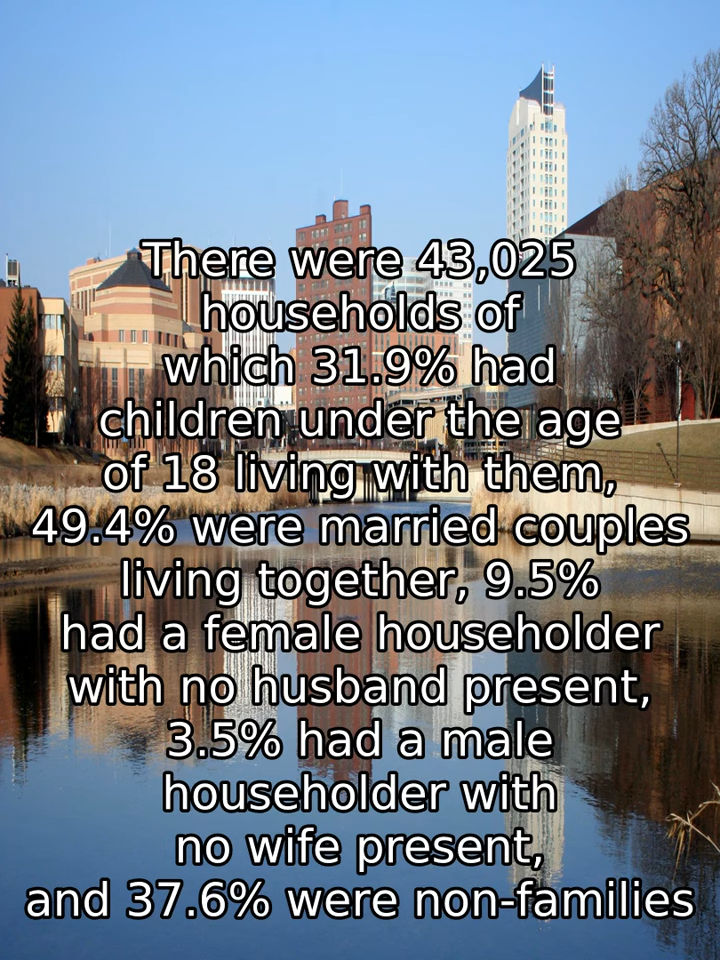 There were 43,025
households of
which 31.9% had
children under the age
of 18 living with them,
49.4% were married couples
living together, 9.5%
had a female householder
with no husband present,
3.5% had a male
householder with
no wife present,
and 37.6% were non-families